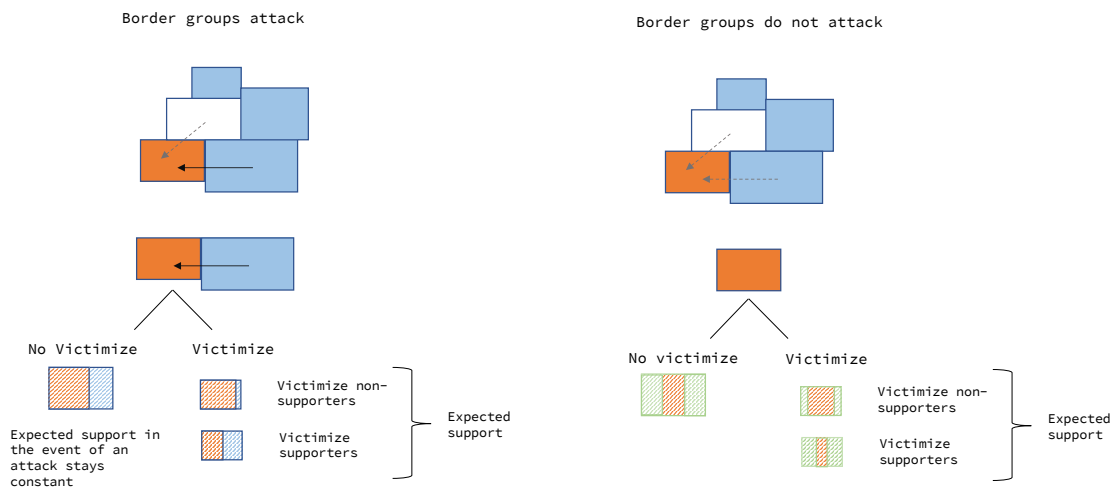 Border groups attack
Border groups do not attack
No Victimize
Victimize
Victimize non-
supporters
Victimize
supporters
Expected
support
Expected support in
the event of an
attack stays
constant
No victimize
Victimize
Victimize non-
supporters
Victimize
supporters
Expected
support